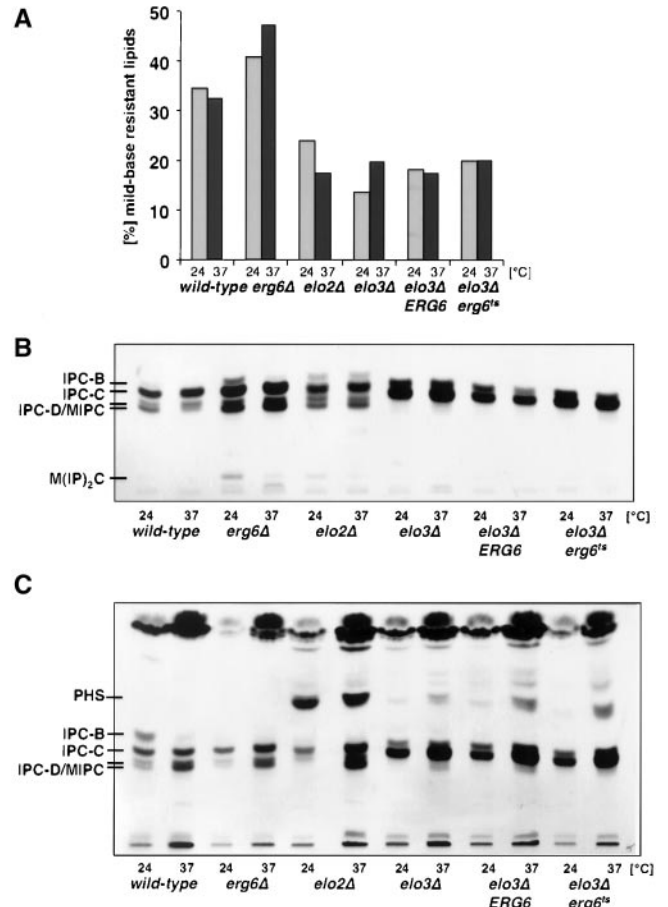 A
[%] mild-base resistant lipids
50
40
30
20
10
0
24 37 24 37 24 37 24 37 24 37 24 37 [°C]
wild-type erg6Δ elo2Δ elo3Δ elo3Δ elo3Δ
ERG6 erg6ts
B
IPC-B
IPC-C
IPC-D/MIPC
M(IP)2C
24 37 24 37 24 37 24 37 24 37 24 37 [°C]
wild-type erg6Δ elo2Δ elo3Δ elo3Δ elo3Δ
ERG6 erg6ts
C
PHS
IPC-B
IPC-C
IPC-D/MIPC
24 37 24 37 24 37 24 37 24 37 24 37 [°C]
wild-type erg6Δ elo2Δ elo3Δ elo3Δ elo3Δ
ERG6 erg6ts